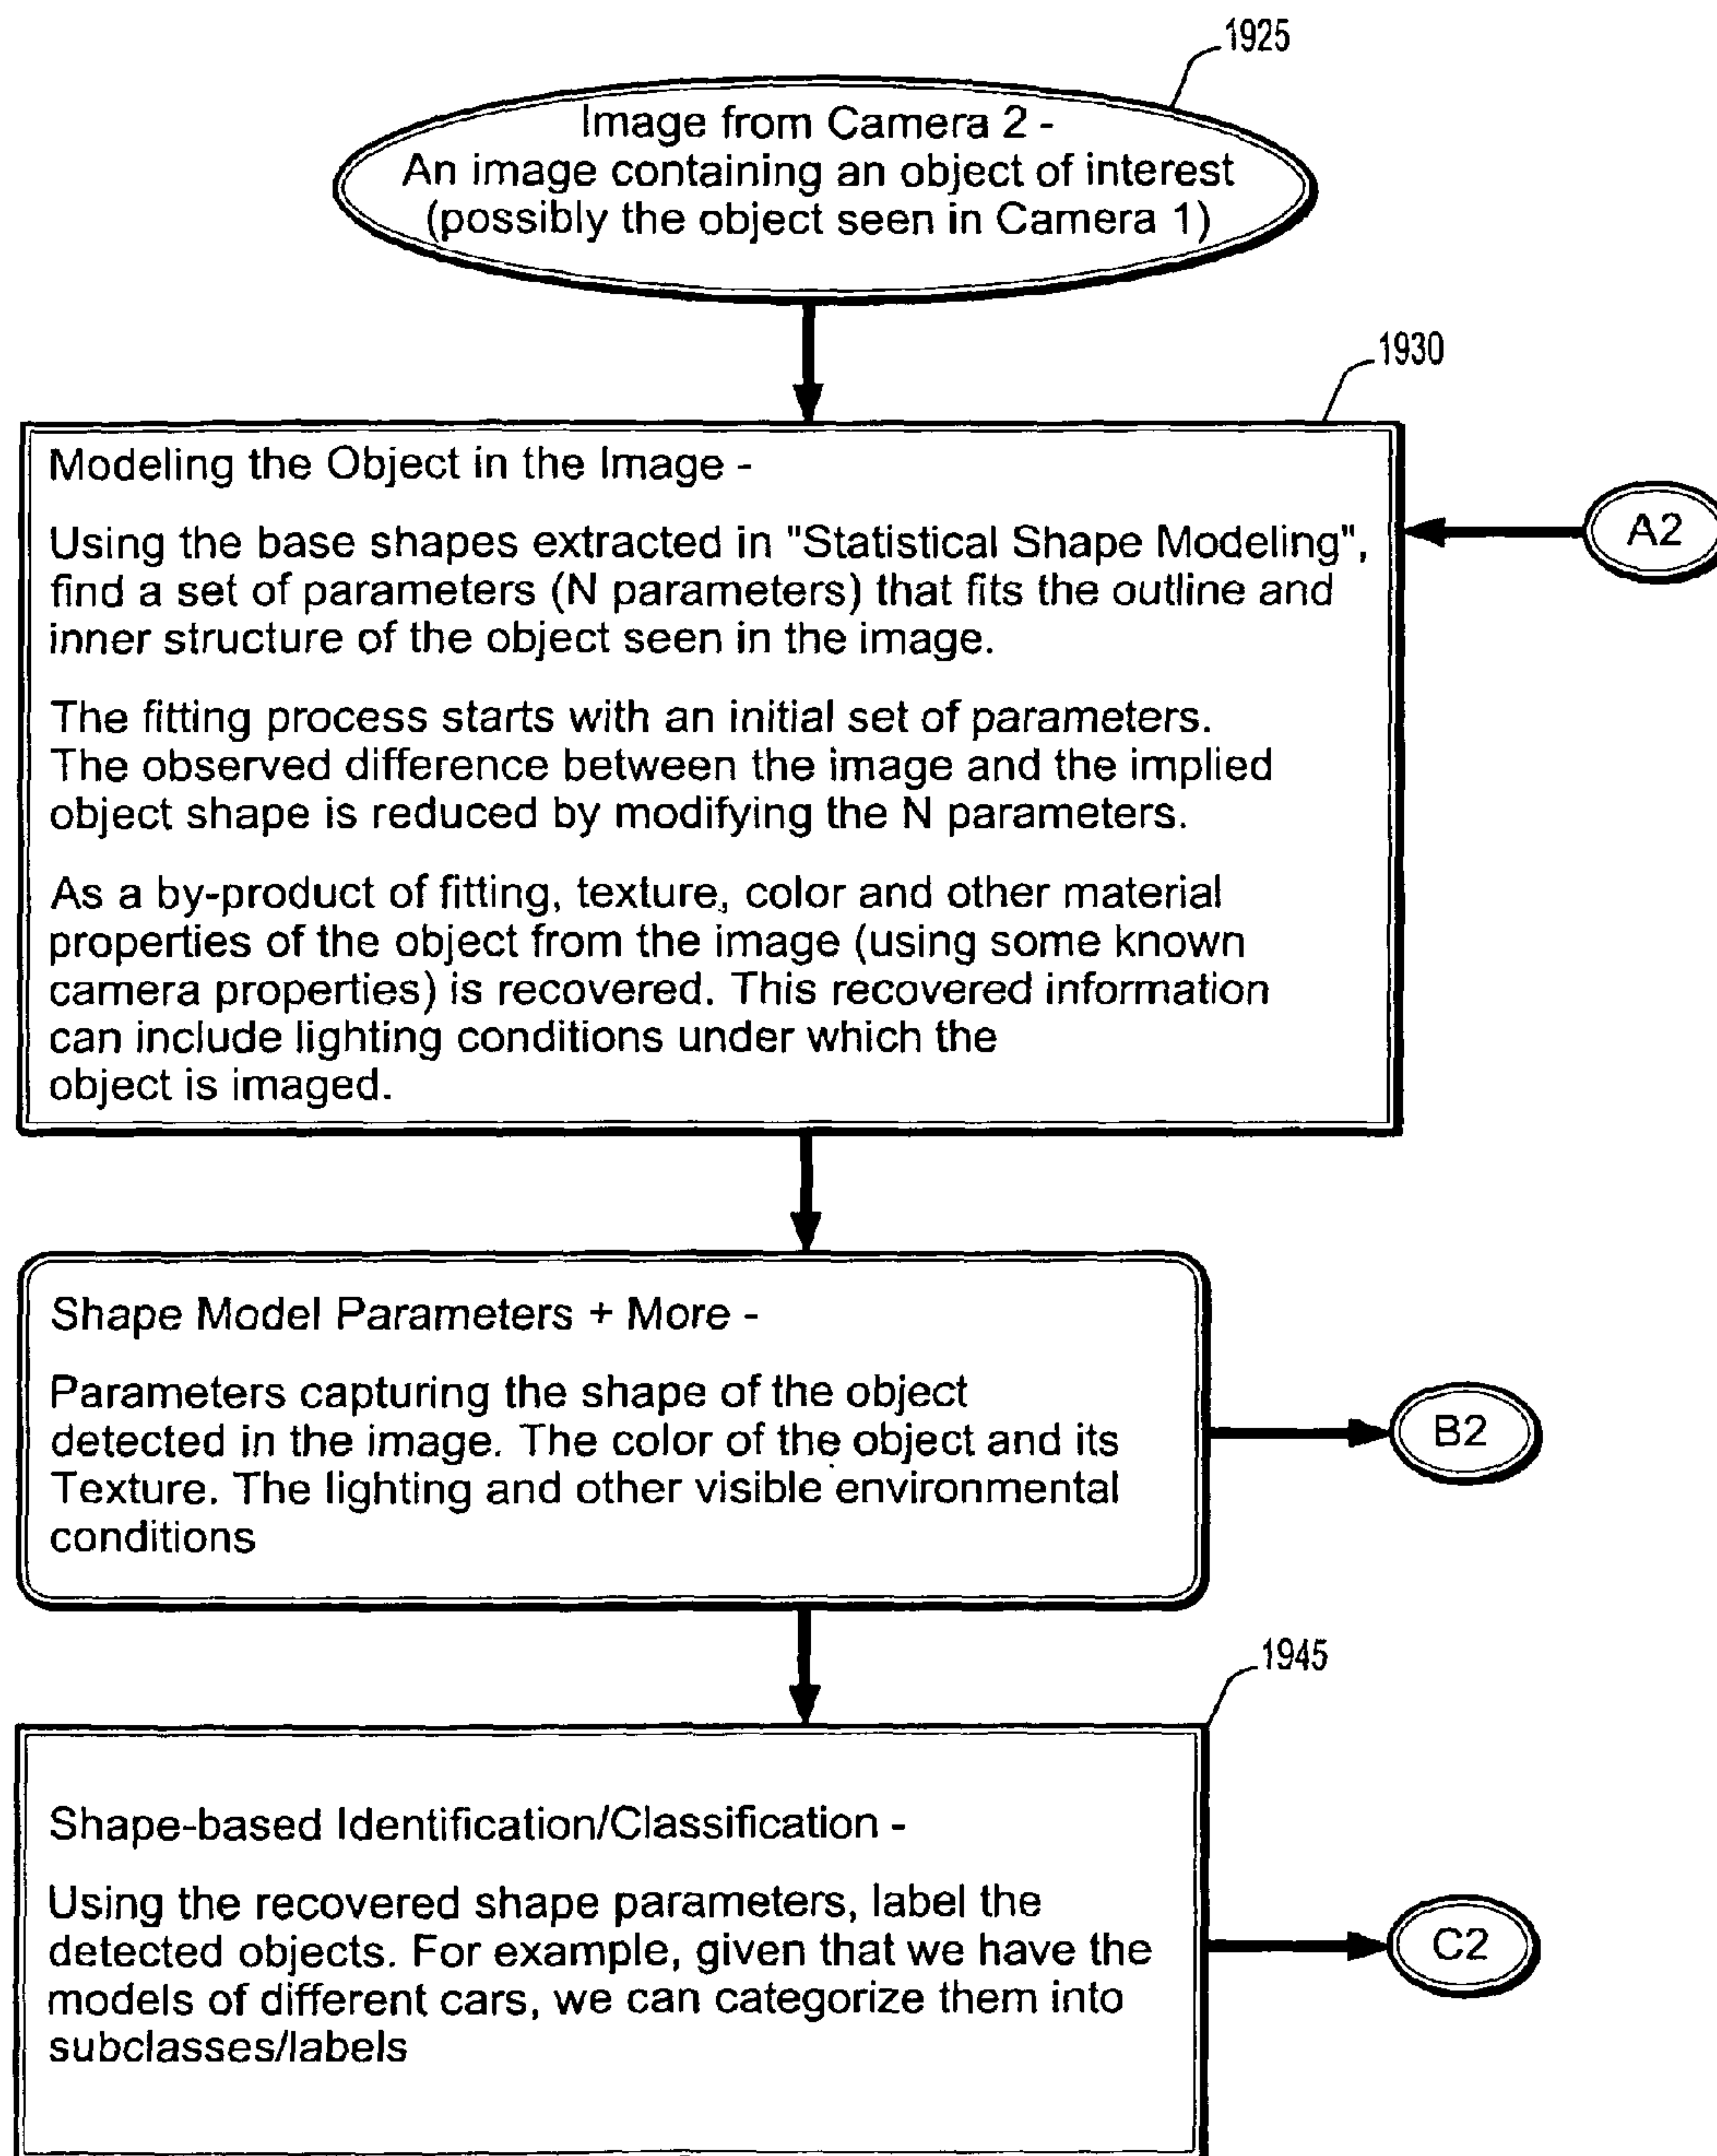 1925
Image from Camera 2 -
An image containing an object of interest
(possibly the object seen in Camera 1)
1930
Modeling the Object in the Image -
A2
Using the base shapes extracted in "Statistical Shape Modeling",
find a set of parameters (N parameters) that fits the outline and
inner structure of the object seen in the image.
The fitting process starts with an initial set of parameters.
The observed difference between the image and the implied
object shape is reduced by modifying the N parameters.
As a by-product of fitting, texture, color and other material
properties of the object from the image (using some known
camera properties) is recovered. This recovered information
can include lighting conditions under which the
object is imaged.
Shape Model Parameters + More -
Parameters capturing the shape of the object
detected in the image. The color of the object and its
Texture. The lighting and other visible environmental
conditions
B2
1945
Shape-based Identification/Classification -
Using the recovered shape parameters, label the
detected objects. For example, given that we have the
models of different cars, we can categorize them into
subclasses/labels
C2